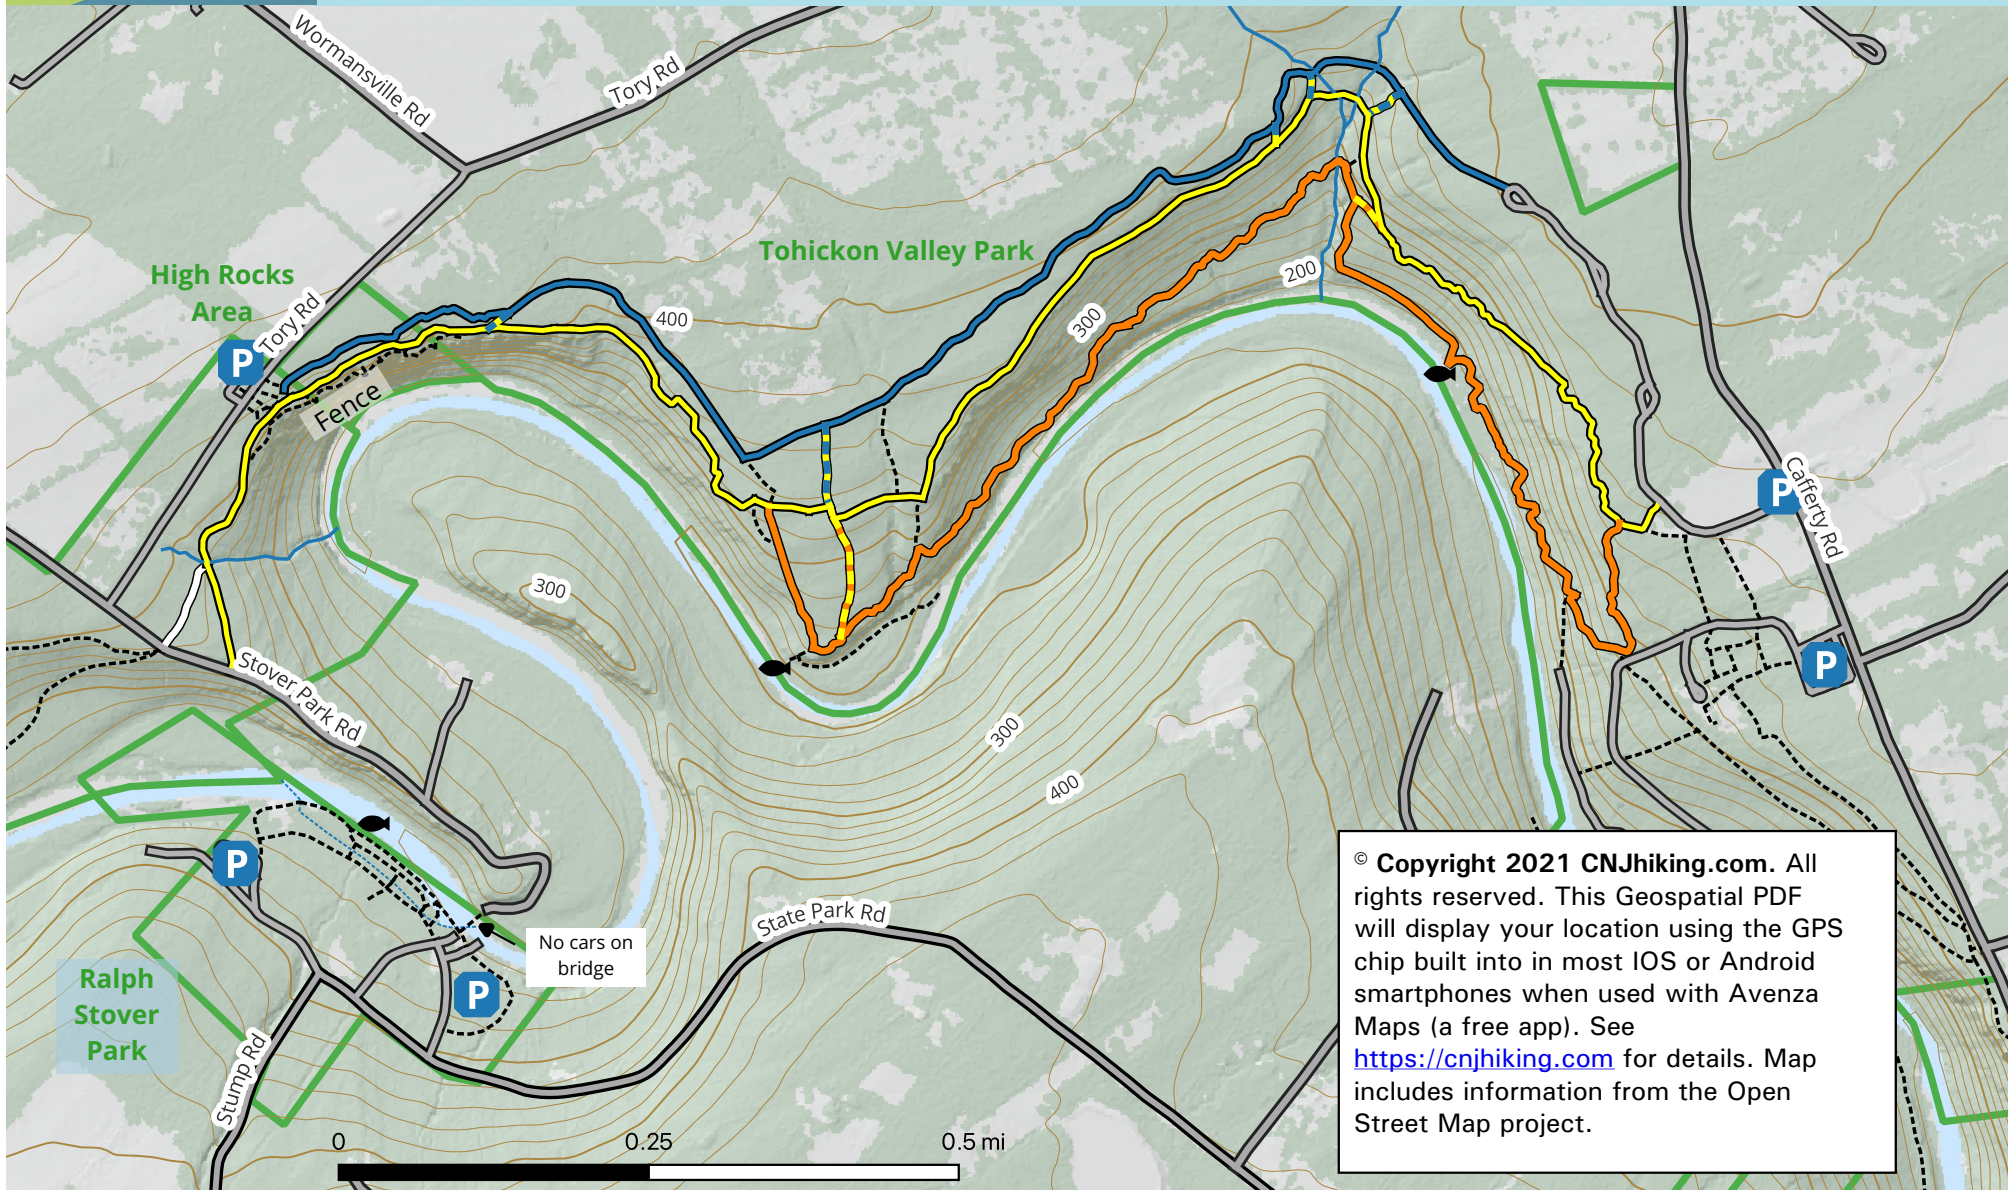 Wormansville Rd
Tory Rd
Tohickon Valley Park
High Rocks
Area
Tory Rd
P
Fence
400
300
200
300
P
Cafferty Rd
P
Stover Park Rd
300
400
P
State Park Rd
No cars on
bridge
P
Ralph
Stover
Park
Stump Rd
0 0.25 0.5 mi
© Copyright 2021 CNJhiking.com. All
rights reserved. This Geospatial PDF
will display your location using the GPS
chip built into in most IOS or Android
smartphones when used with Avenza
Maps (a free app). See
https://cnjhiking.com for details. Map
includes information from the Open
Street Map project.